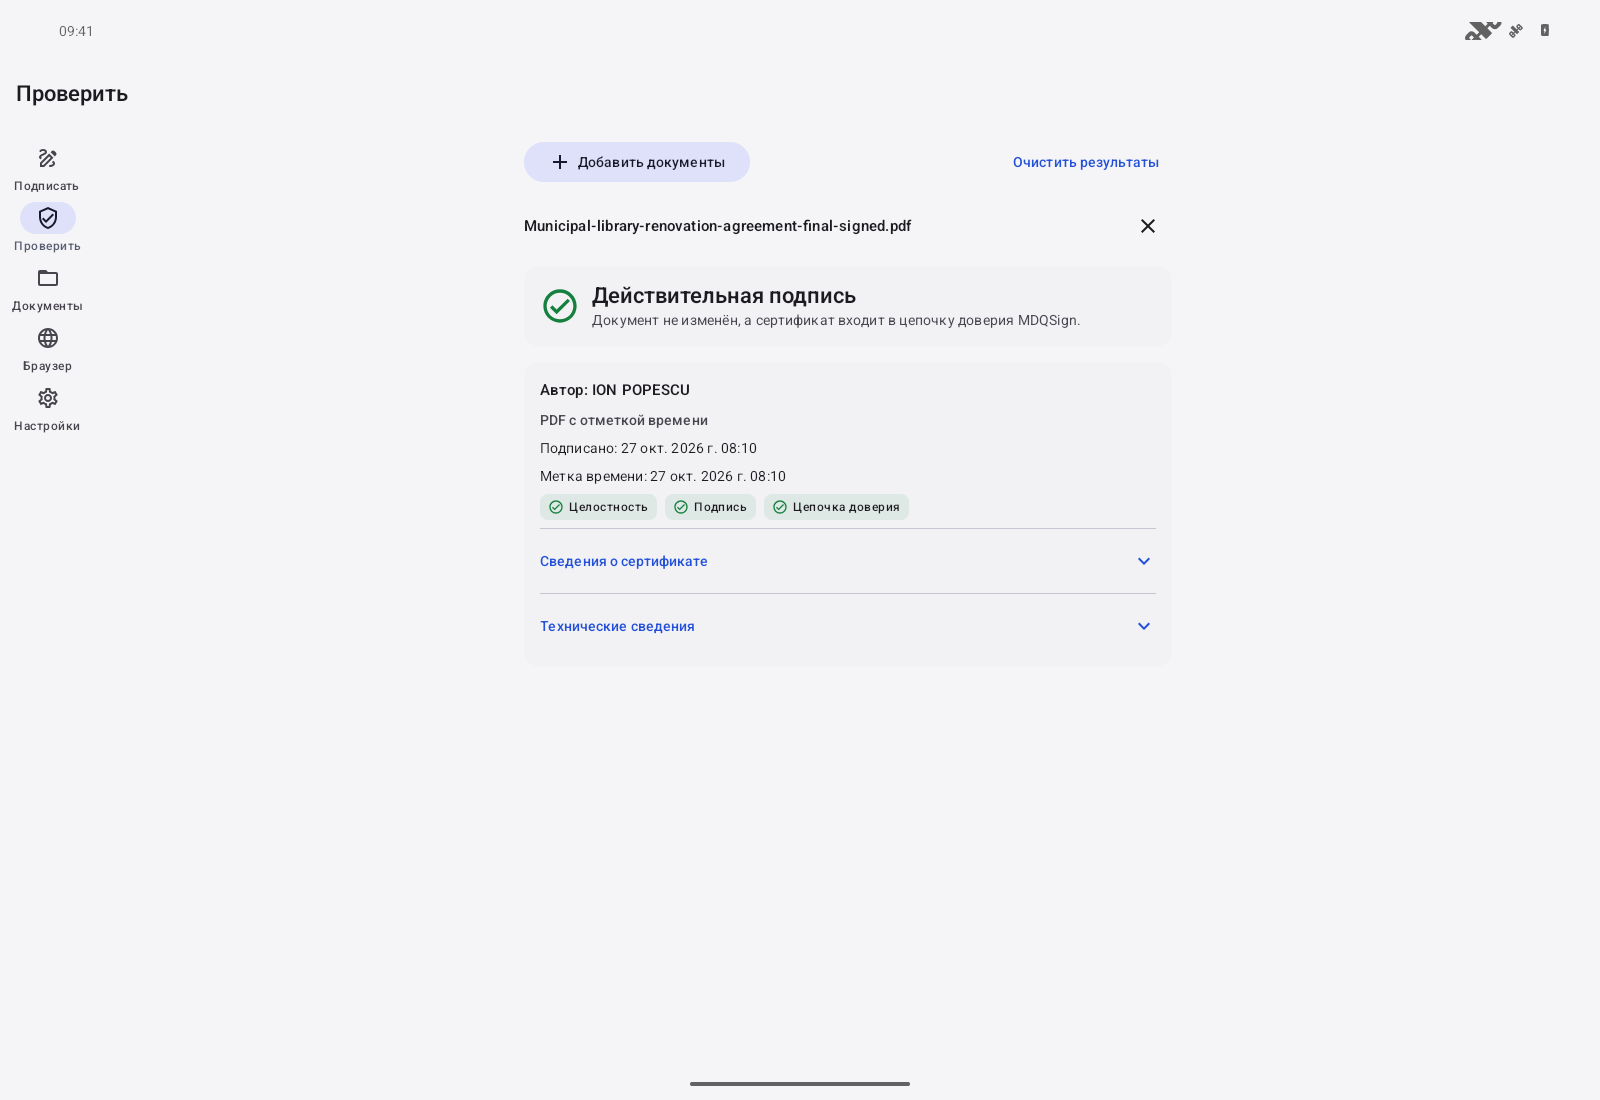 09:41
Проверить
Подписать
Проверить
Документы
Браузер
Настройки
Добавить документы
Очистить результаты
Municipal-library-renovation-agreement-final-signed.pdf
Действительная подпись
Документ не изменён, а сертификат входит в цепочку доверия MDQSign.
Автор: ION POPESCU
PDF с отметкой времени
Подписано: 27 окт. 2026 г. 08:10
Метка времени: 27 окт. 2026 г. 08:10
Целостность Подпись Цепочка доверия
Сведения о сертификате
Технические сведения